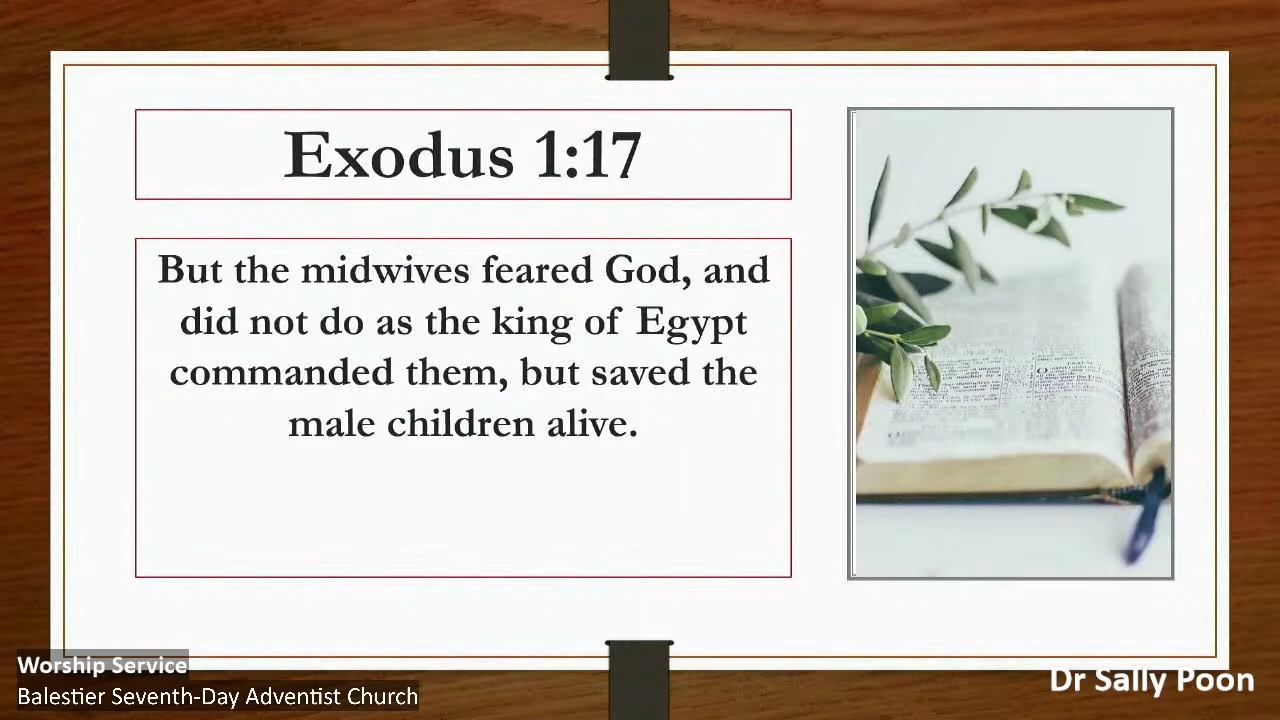 Exodus 1:17
But the midwives feared God, and
did not do as the king of Egypt
commanded them, but saved the
male children alive.
Worship Service
Balestier Seventh-Day Adventist Church
Dr Sally Poon